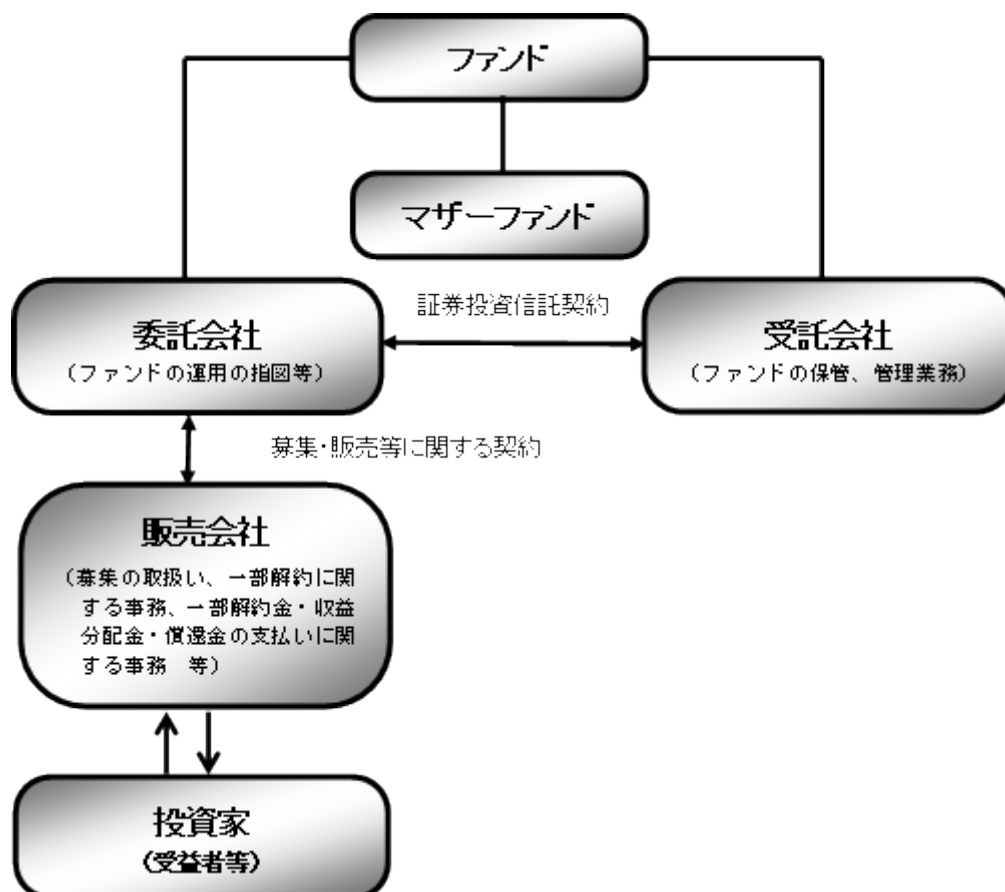 ファンド
マザーファンド
証券投資信託契約
委託会社
（ファンドの運用の指図等）
受託会社
（ファンドの保管、管理業務）
募集・販売等に関する契約
販売会社
（募集の取扱い、一部解約に関
する事務、一部解約金・収益
分配金・償還金の支払いに関
する事務　等）
投資家
（受益者等）